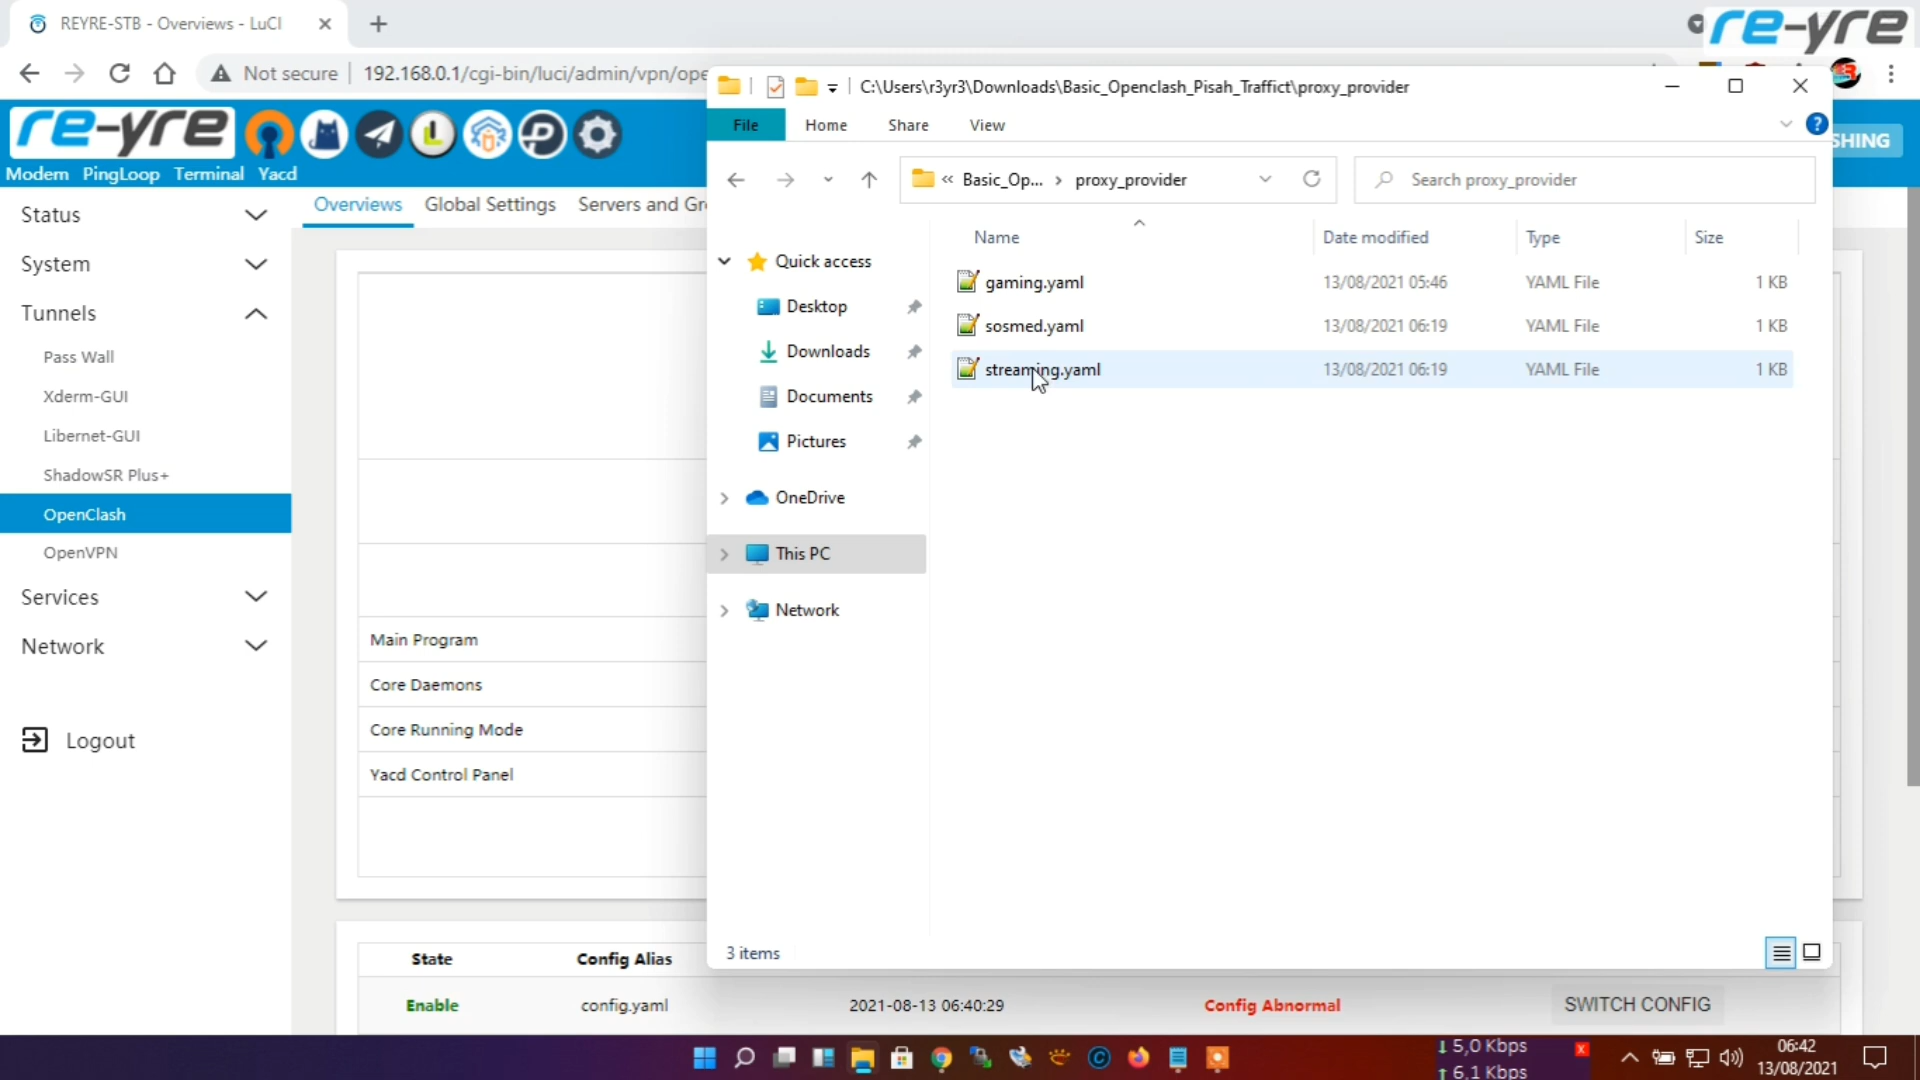 REYRE-STB - Overviews - LuCI
re-yre
Not secure
192.168.0.1/cgi-bin/luci/admin/vpn/ope
re-yre
Modem PingLoop Terminal Yacd
SHING
Status
System
Tunnels
Pass Wall
Xderm-GUI
Libernet-GUI
ShadowSR Plus+
OpenClash
OpenVPN
Services
Network
Logout
Overviews Global Settings Servers and Gr
Main Program
Core Daemons
Core Running Mode
Yacd Control Panel
State Config Alias
Enable config.yaml 2021-08-13 06:40:29 Config Abnormal SWITCH CONFIG
C:\Users\r3yr3\Downloads\Basic_Openclash_Pisah_Traffict\proxy_provider
File Home Share View
« Basic_Op... › proxy_provider
Search proxy_provider
Quick access
Desktop
Downloads
Documents
Pictures
OneDrive
This PC
Network
Name Date modified Type Size
gaming.yaml 13/08/2021 05:46 YAML File 1 KB
sosmed.yaml 13/08/2021 06:19 YAML File 1 KB
streaming.yaml 13/08/2021 06:19 YAML File 1 KB
3 items
5,0 Kbps
6,1 Kbps
06:42
13/08/2021